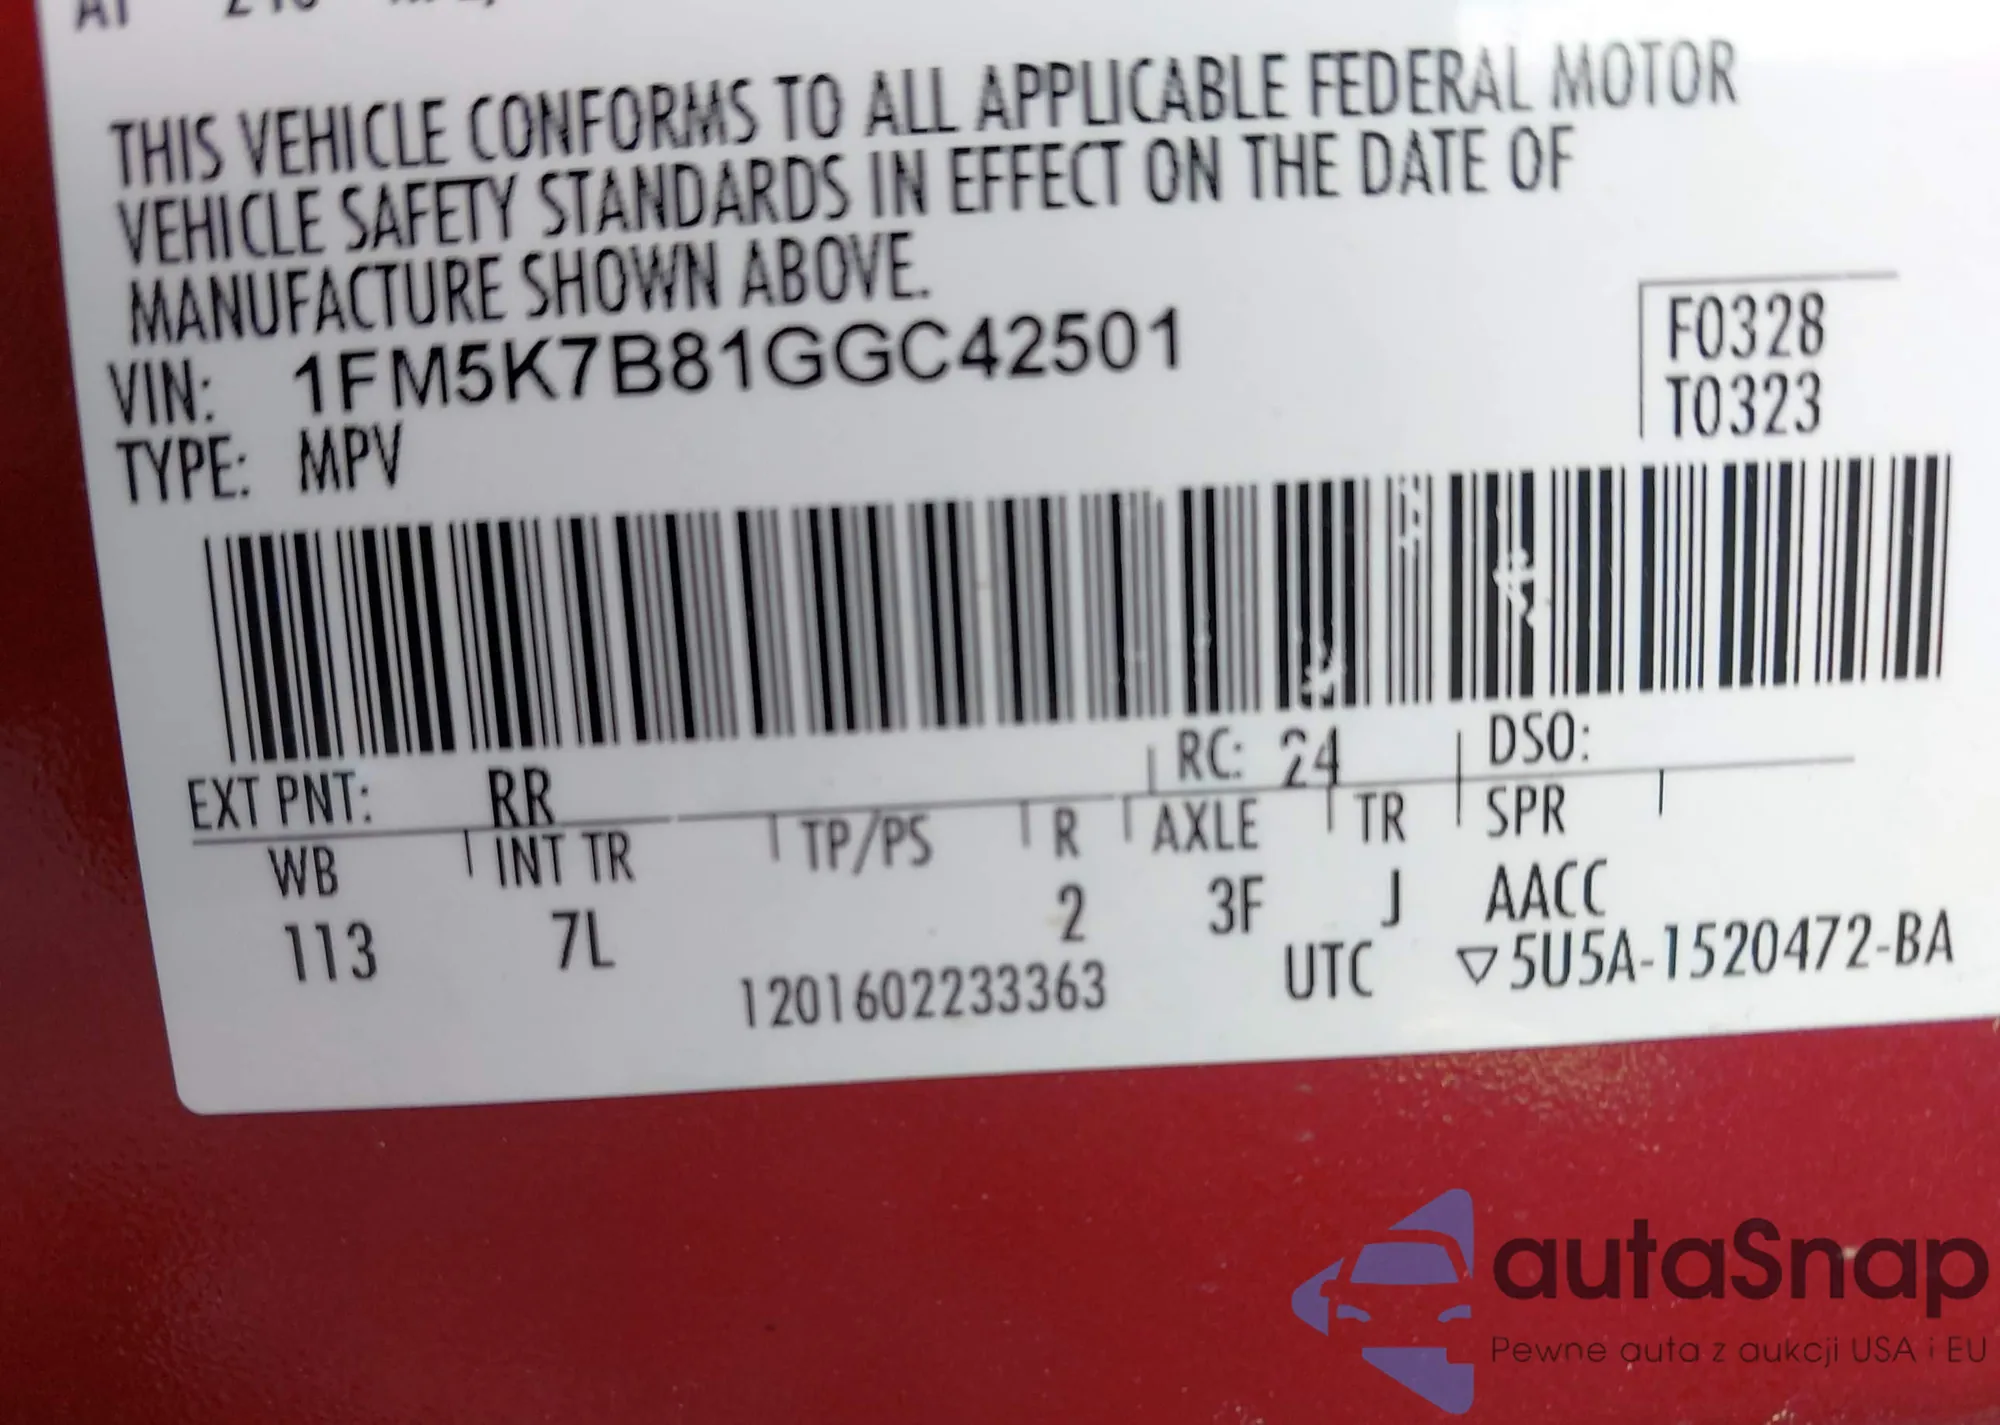 THIS VEHICLE CONFORMS TO ALL APPLICABLE FEDERAL MOTOR
VEHICLE SAFETY STANDARDS IN EFFECT ON THE DATE OF
MANUFACTURE SHOWN ABOVE.
VIN: 1FM5K7B81GGC42501
F0328
TYPE: MPV
T0323
RC: 24 DSO:
EXT PNT: RR
WB INT TR TP/PS R AXLE TR SPR
113 7L 2 3F J AACC
1201602233363 UTC ▽5U5A-1520472-BA
autaSnap
Pewne auta z aukcji USA i EU